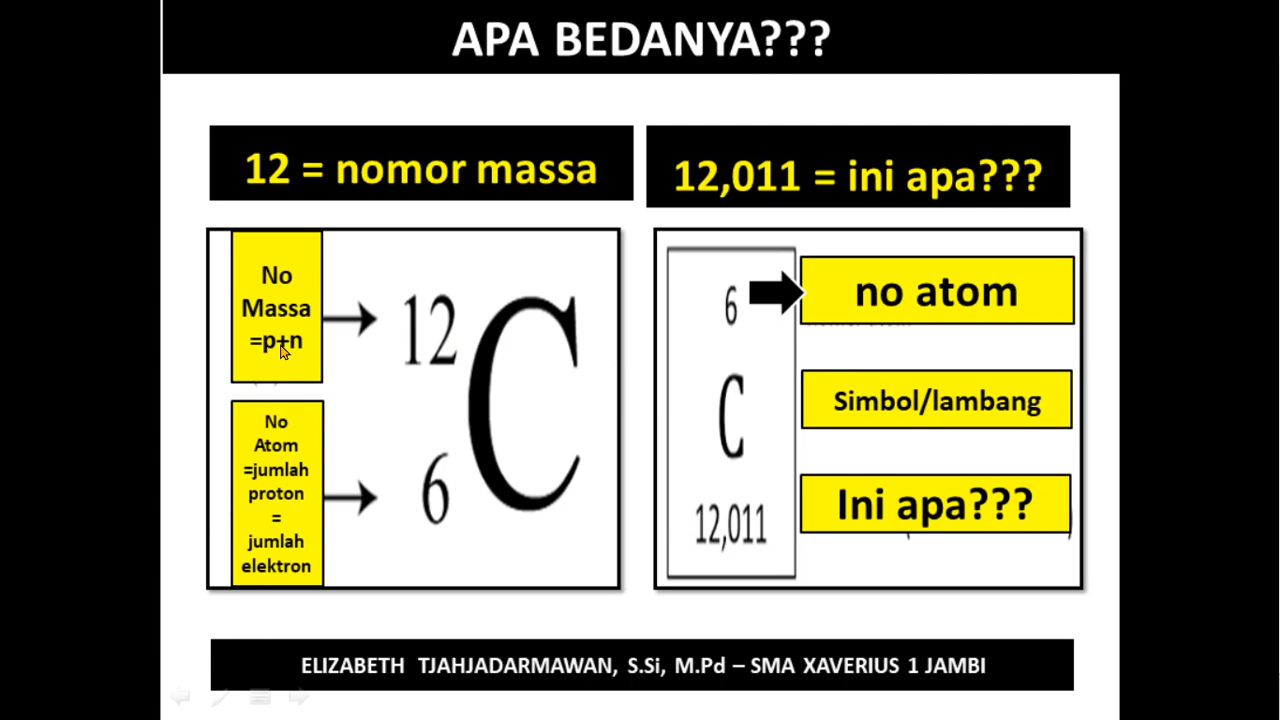 APA BEDANYA???
12 = nomor massa
12,011 = ini apa???
No
Massa
=p+n
12
C
No
Atom
=jumlah
proton
=
jumlah
elektron
6
6
no atom
C
Simbol/lambang
12,011
Ini apa???
ELIZABETH TJAHJADARMAWAN, S.Si, M.Pd – SMA XAVERIUS 1 JAMBI